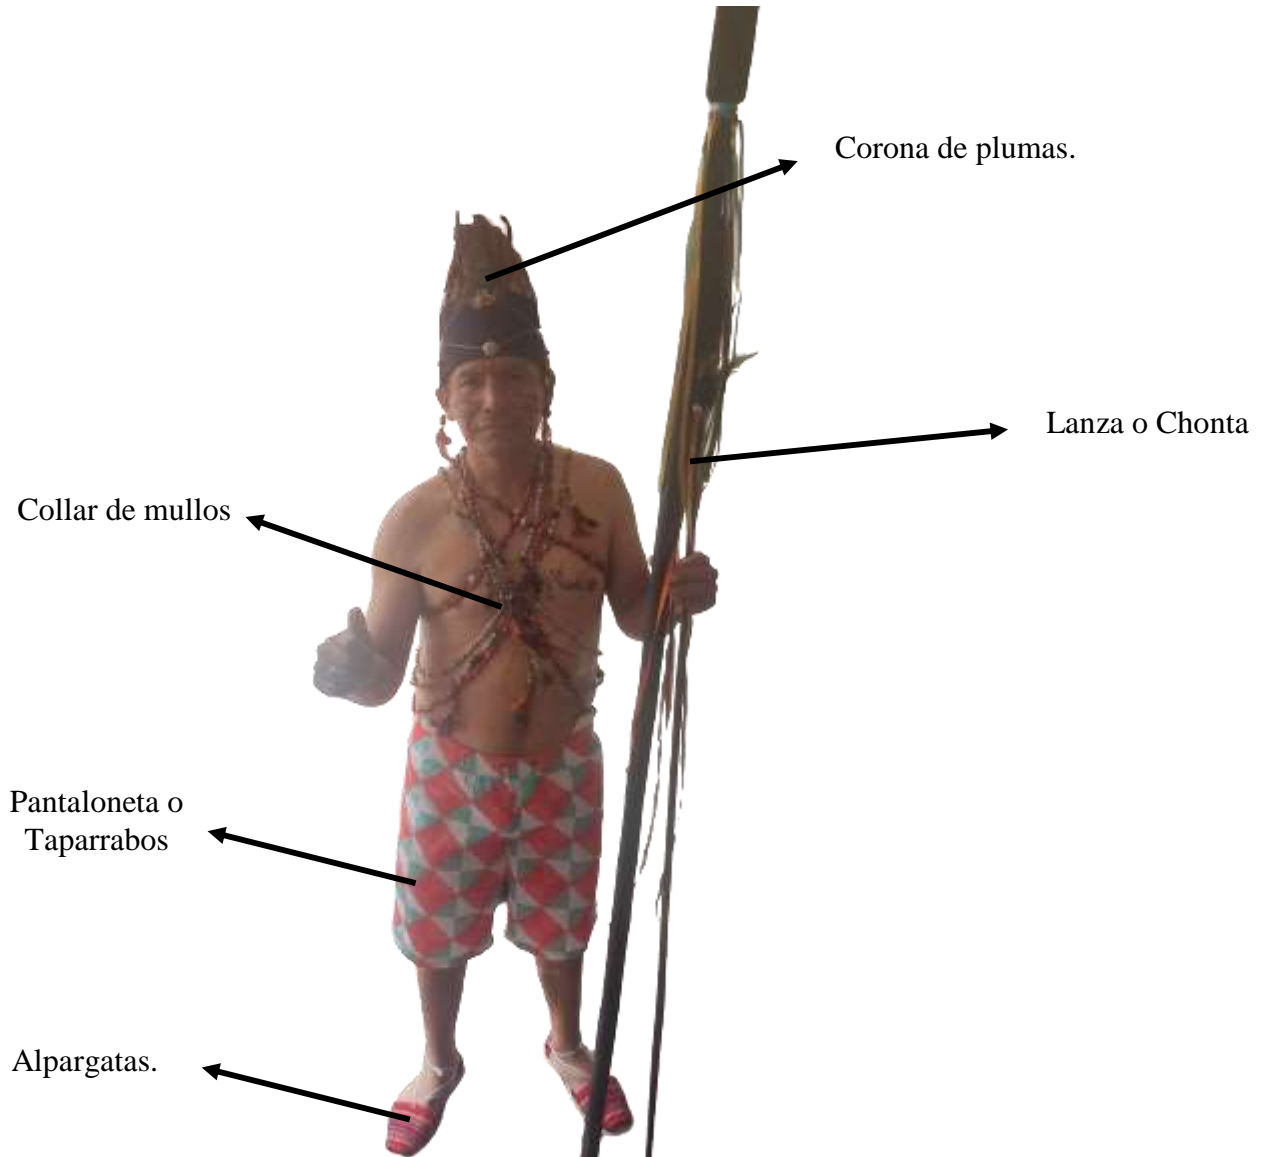 Corona de plumas.
Lanza o Chonta
Collar de mullos
Pantaloneta o
Taparrabos
Alpargatas.